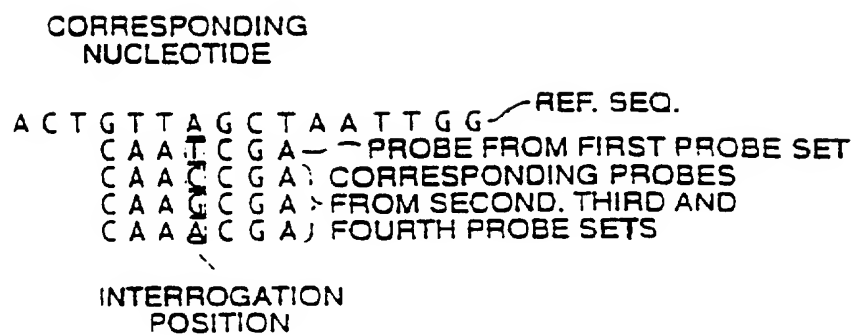 CORRESPONDING
NUCLEOTIDE
A C T G T T A G C T A A T T G G REF. SEQ.
C A A T C G A PROBE FROM FIRST PROBE SET
C A A C C G A CORRESPONDING PROBES
C A A G C G A FROM SECOND, THIRD AND
C A A A C G A FOURTH PROBE SETS
INTERROGATION
POSITION